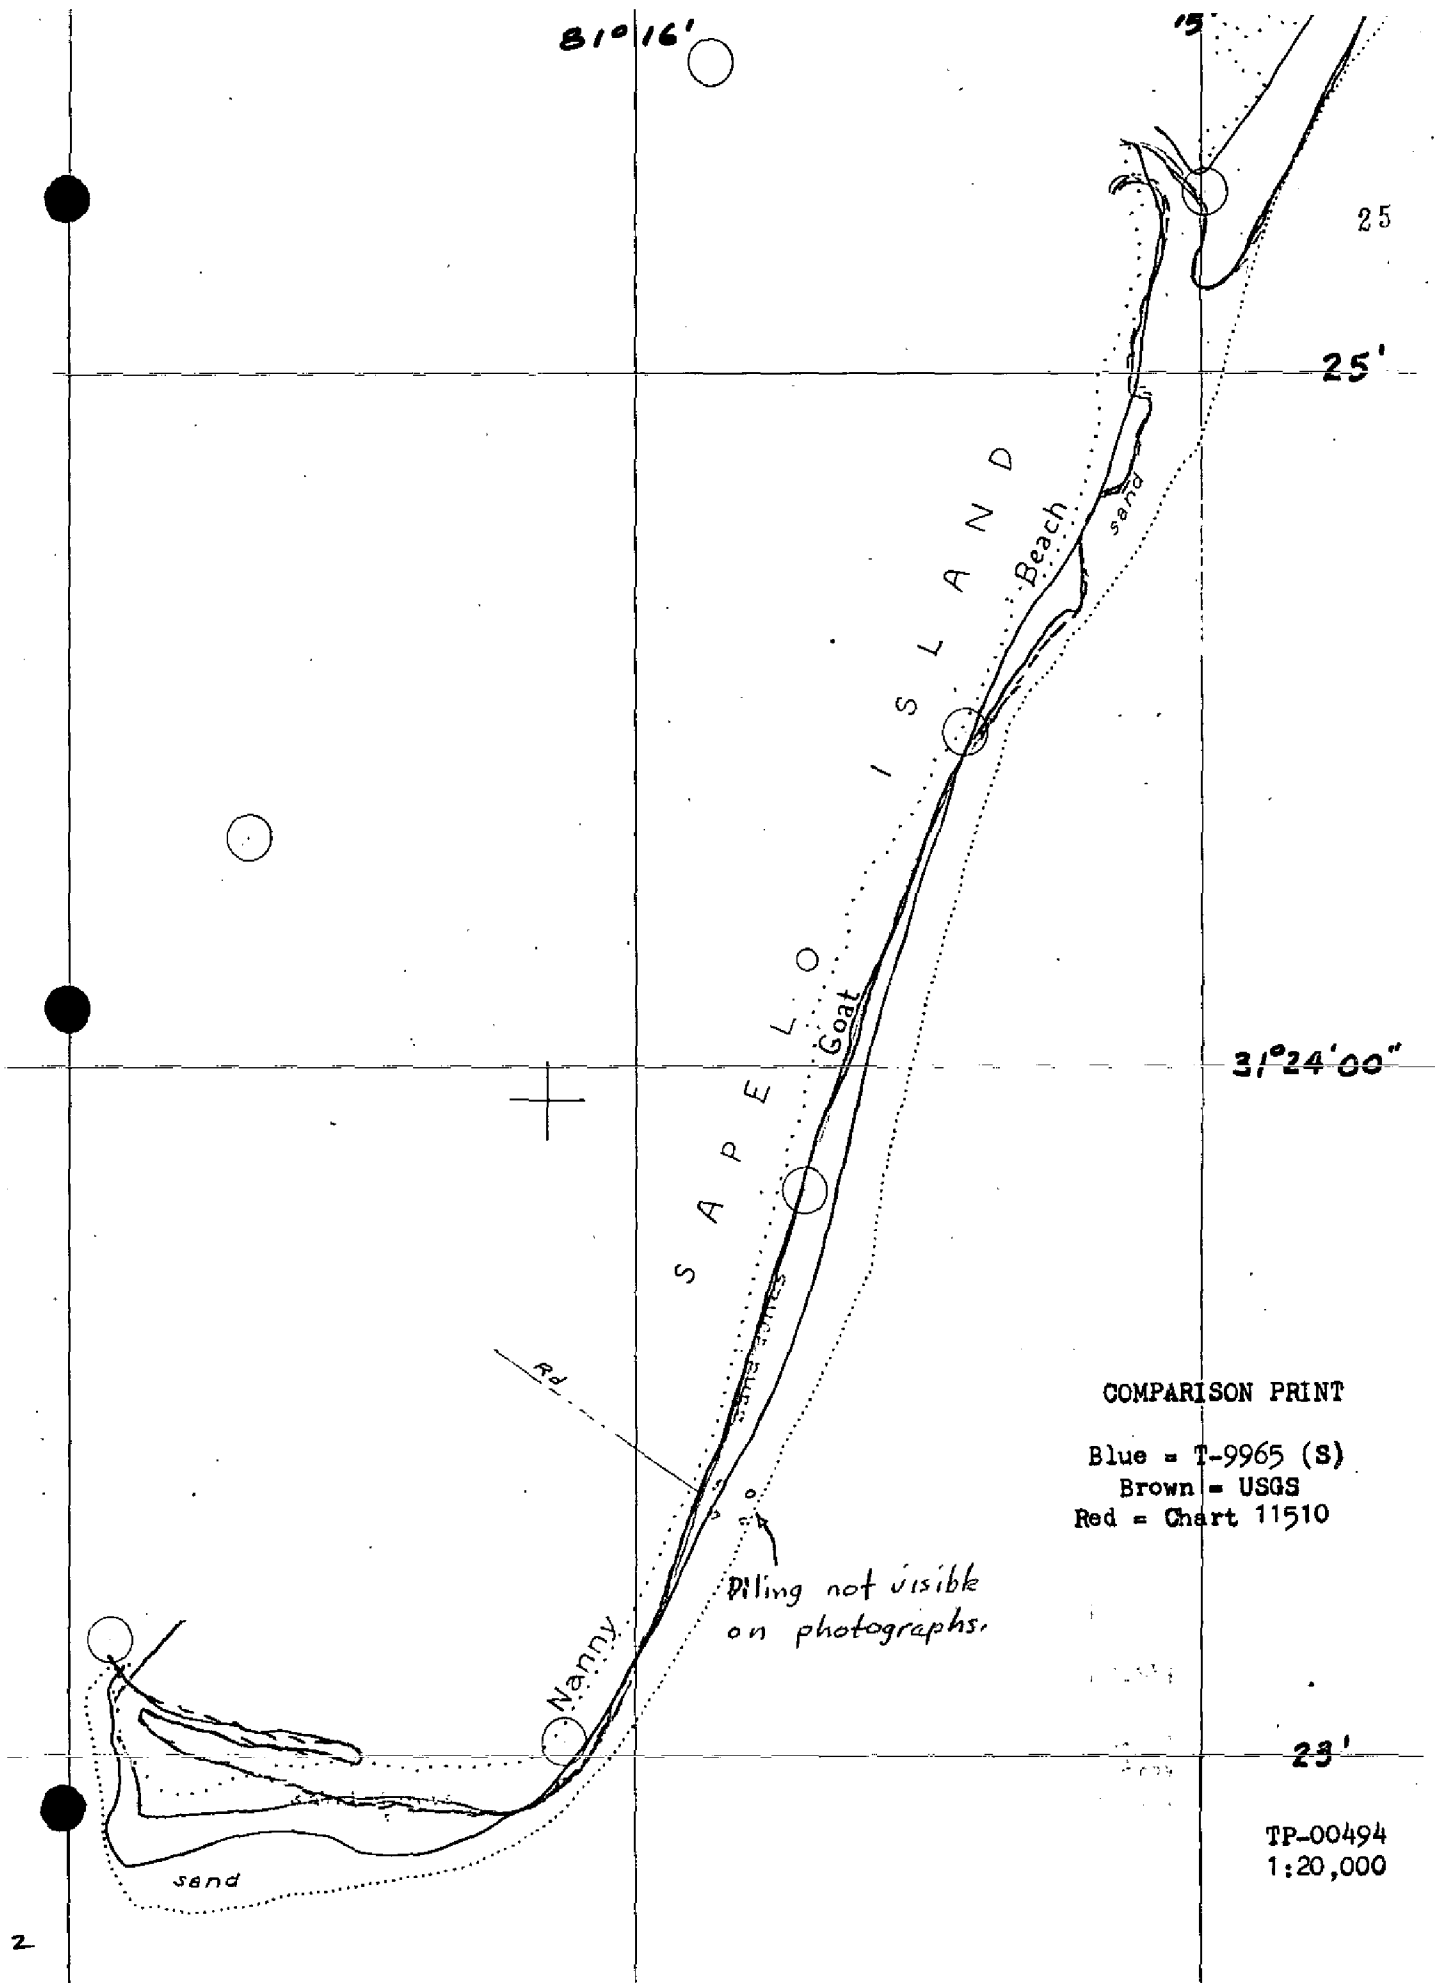 81°16'
15'
25
25'
SAPELO ISLAND
Nanny Goat Beach
sand
31°24'00"
Rd
COMPARISON PRINT
Blue = T-9965 (S)
Brown = USGS
Red = Chart 11510
Piling not visible
on photographs.
23'
TP-00494
1:20,000
sand
2